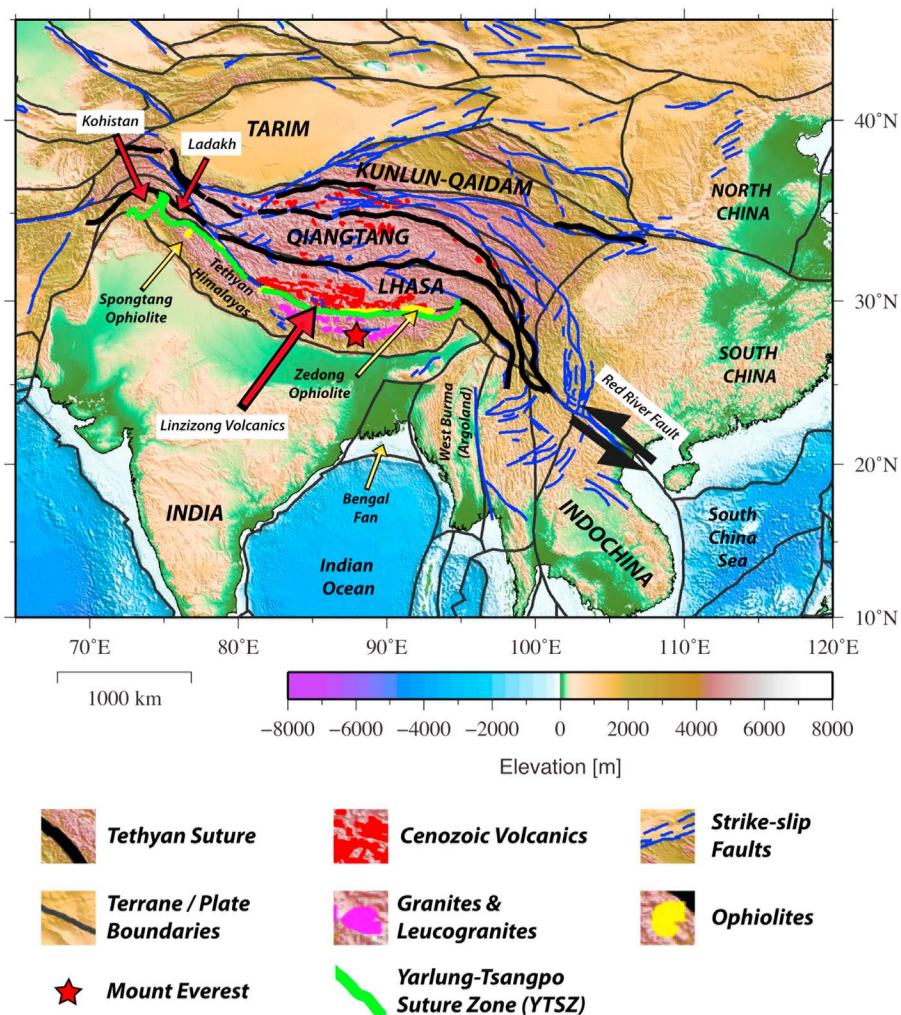 Kohistan
Ladakh
TARIM
KUNLUN-QAIDAM
NORTH
CHINA
QIANGTANG
LHASA
Tethyan
Himalayas
Spongtang
Ophiolite
Zedong
Ophiolite
Linzizong Volcanics
SOUTH
CHINA
Red River Fault
West Burma
(Argoland)
Bengal
Fan
INDIA
Indian
Ocean
INDOCHINA
South
China
Sea
40°N
30°N
20°N
10°N
70°E 80°E 90°E 100°E 110°E 120°E
1000 km
−8000 −6000 −4000 −2000 0 2000 4000 6000 8000
Elevation [m]
Tethyan Suture
Cenozoic Volcanics
Strike-slip
Faults
Terrane / Plate
Boundaries
Granites &
Leucogranites
Ophiolites
Mount Everest
Yarlung-Tsangpo
Suture Zone (YTSZ)